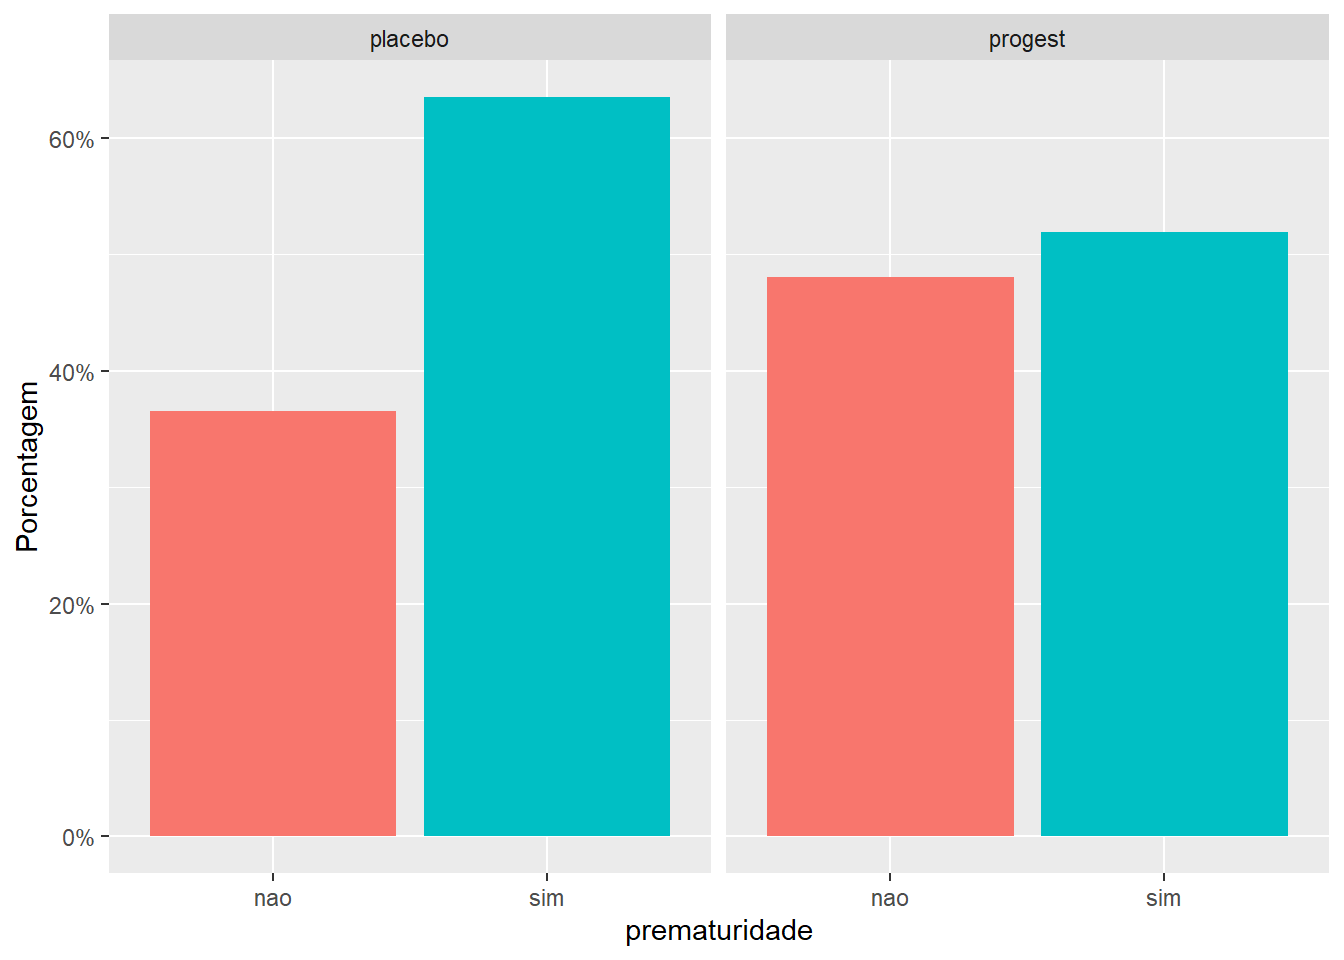 placebo
progest
Porcentagem
60%
40%
20%
0%
nao
sim
nao
sim
prematuridade